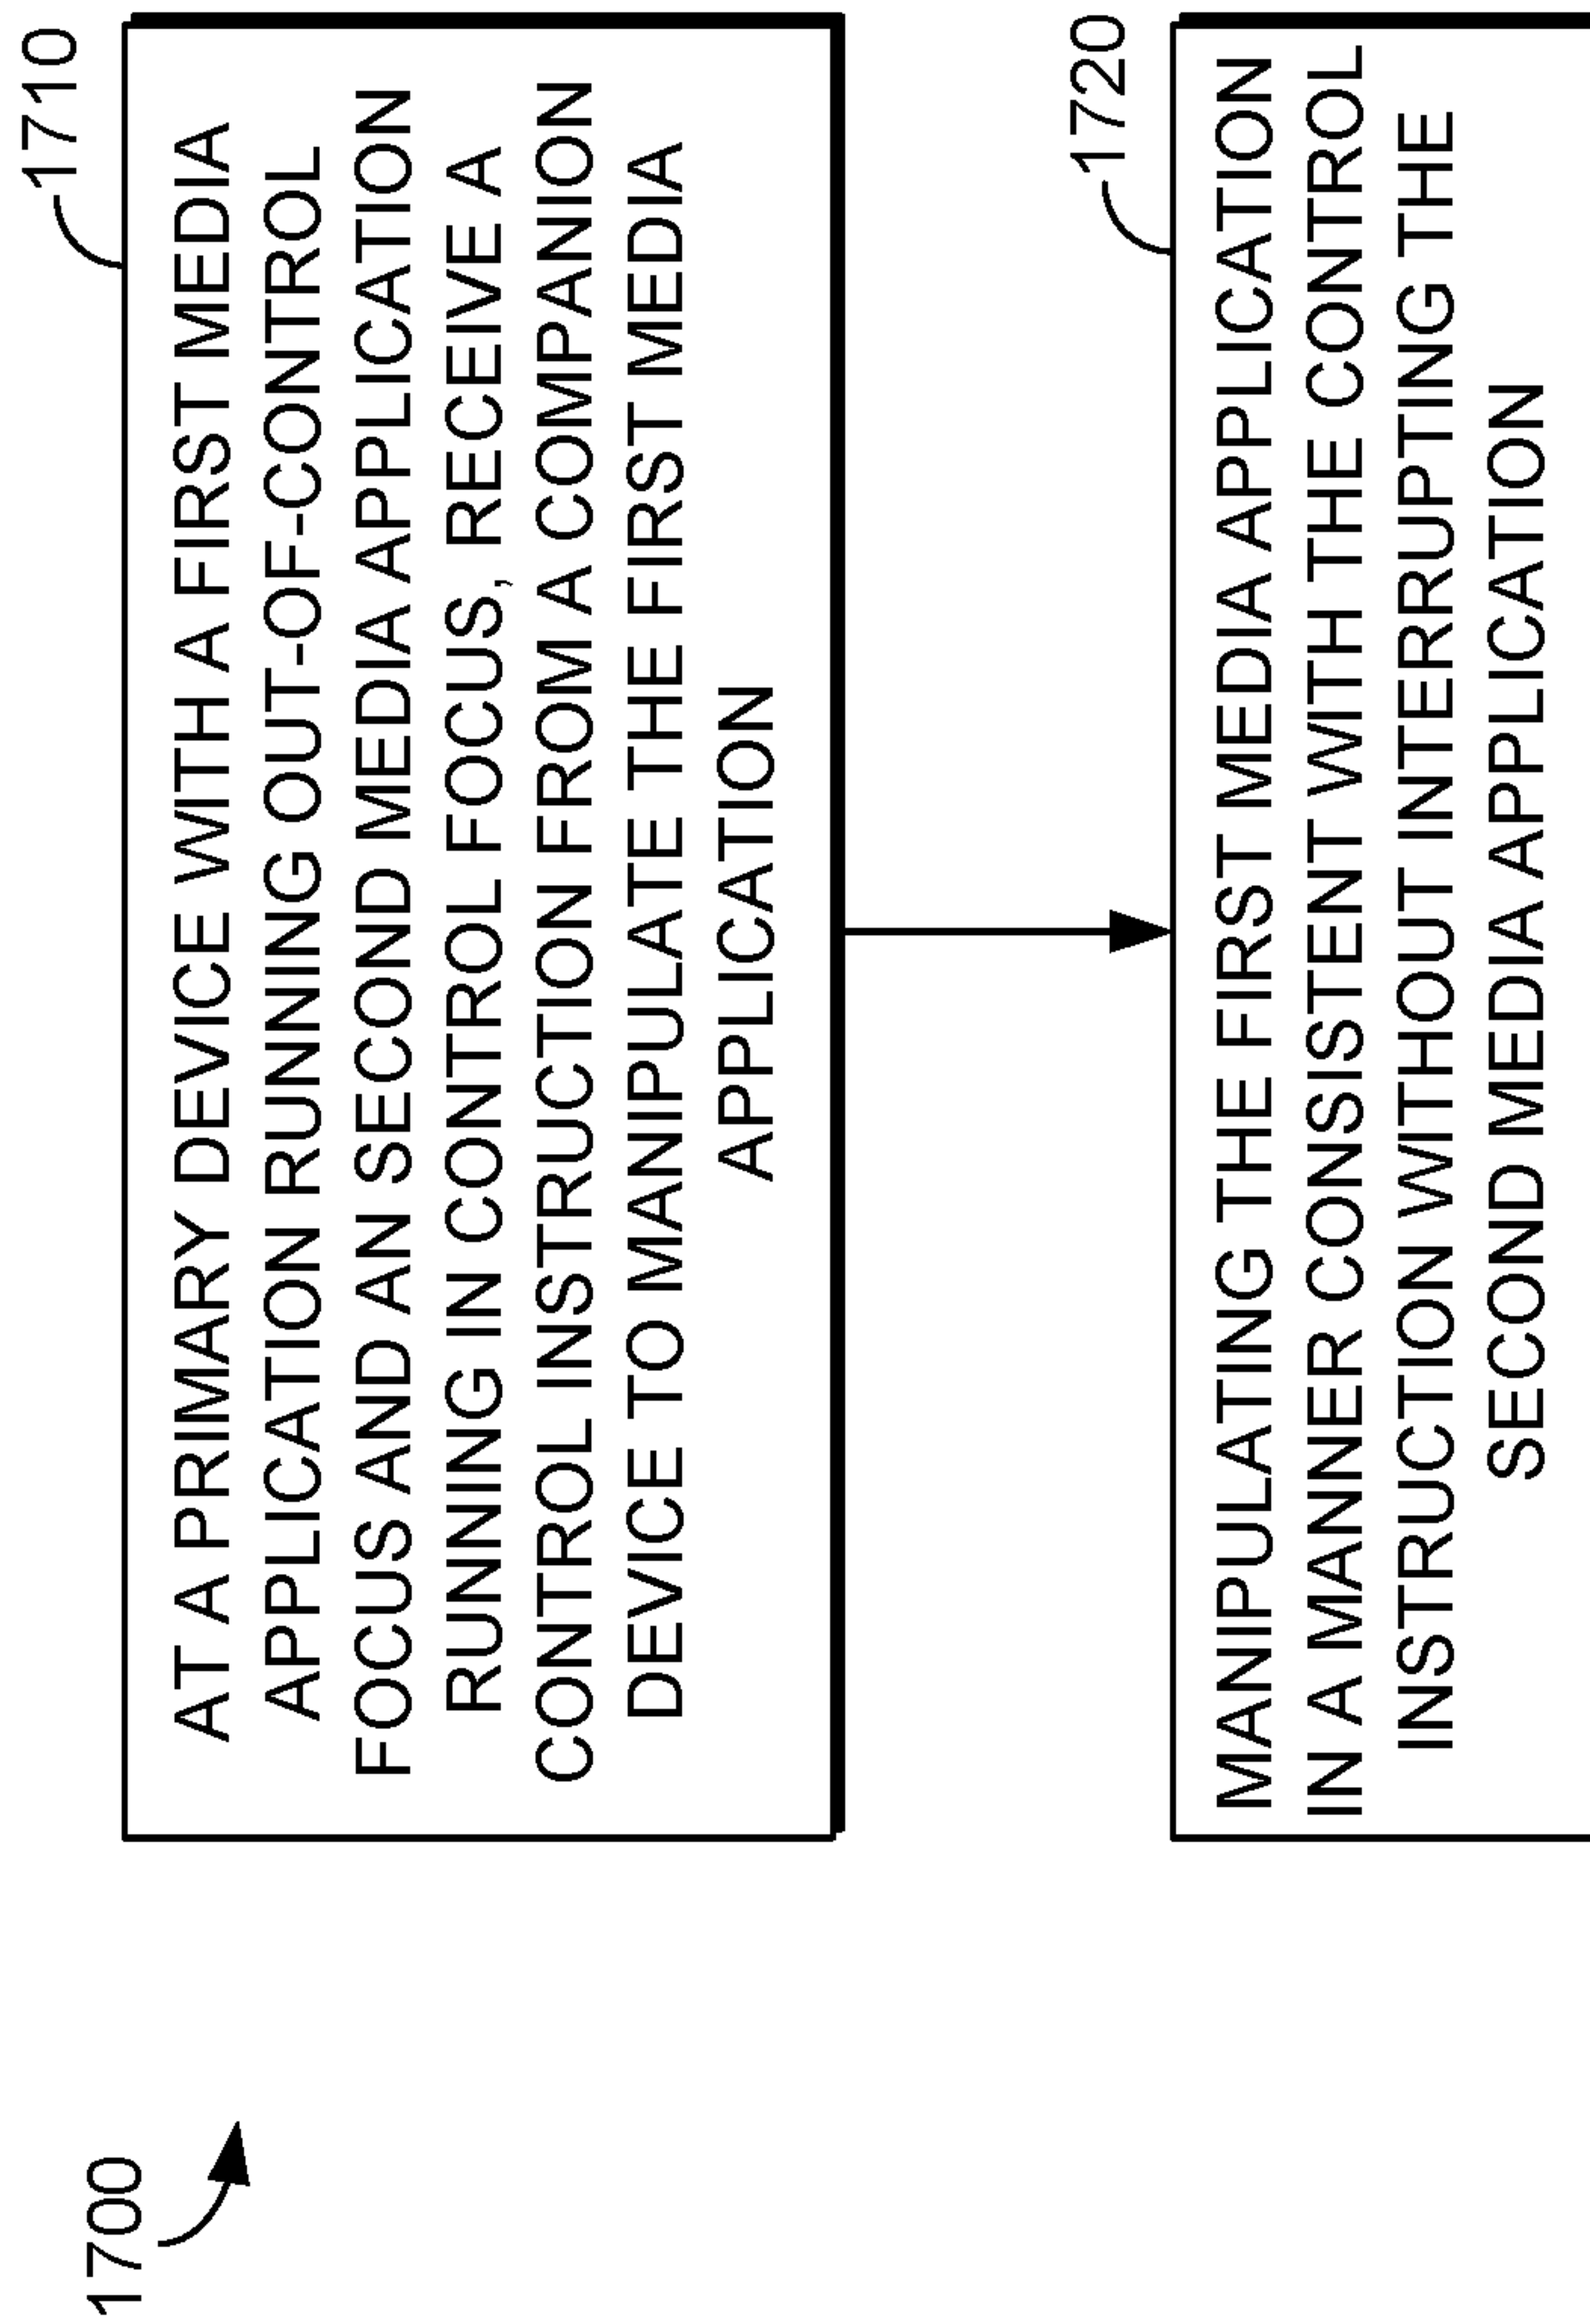 1700
1710
AT A PRIMARY DEVICE WITH A FIRST MEDIA
APPLICATION RUNNING OUT-OF-CONTROL
FOCUS AND AN SECOND MEDIA APPLICATION
RUNNING IN CONTROL FOCUS, RECEIVE A
CONTROL INSTRUCTION FROM A COMPANION
DEVICE TO MANIPULATE THE FIRST MEDIA
APPLICATION
1720
MANIPULATING THE FIRST MEDIA APPLICATION
IN A MANNER CONSISTENT WITH THE CONTROL
INSTRUCTION WITHOUT INTERRUPTING THE
SECOND MEDIA APPLICATION